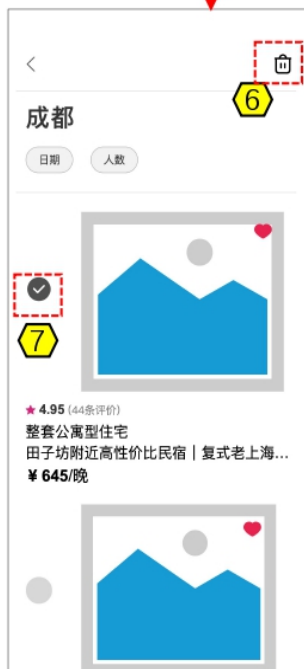 6
成都
日期 人数
7
★ 4.95 (44条评价)
整套公寓型住宅
田子坊附近高性价比民宿｜复式老上海...
¥ 645/晚